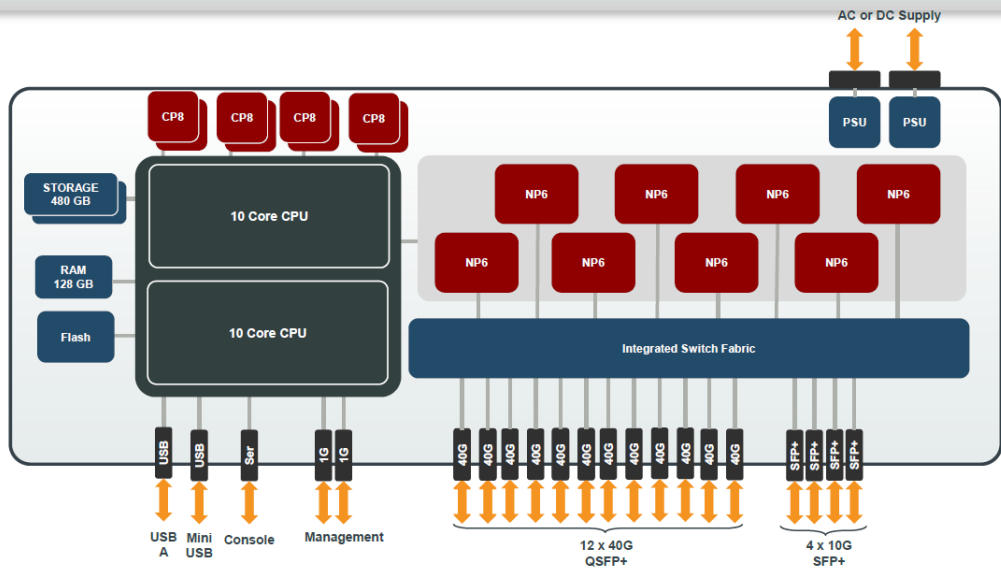 AC or DC Supply
PSU
PSU
CP8
CP8
CP8
CP8
STORAGE
480 GB
10 Core CPU
NP6
NP6
NP6
NP6
NP6
NP6
NP6
NP6
RAM
128 GB
Flash
10 Core CPU
Integrated Switch Fabric
USB
USB
Ser
1G
1G
40G
40G
40G
40G
40G
40G
40G
40G
40G
40G
40G
40G
SFP+
SFP+
SFP+
SFP+
USB
A
Mini
USB
Console
Management
12 x 40G
QSFP+
4 x 10G
SFP+